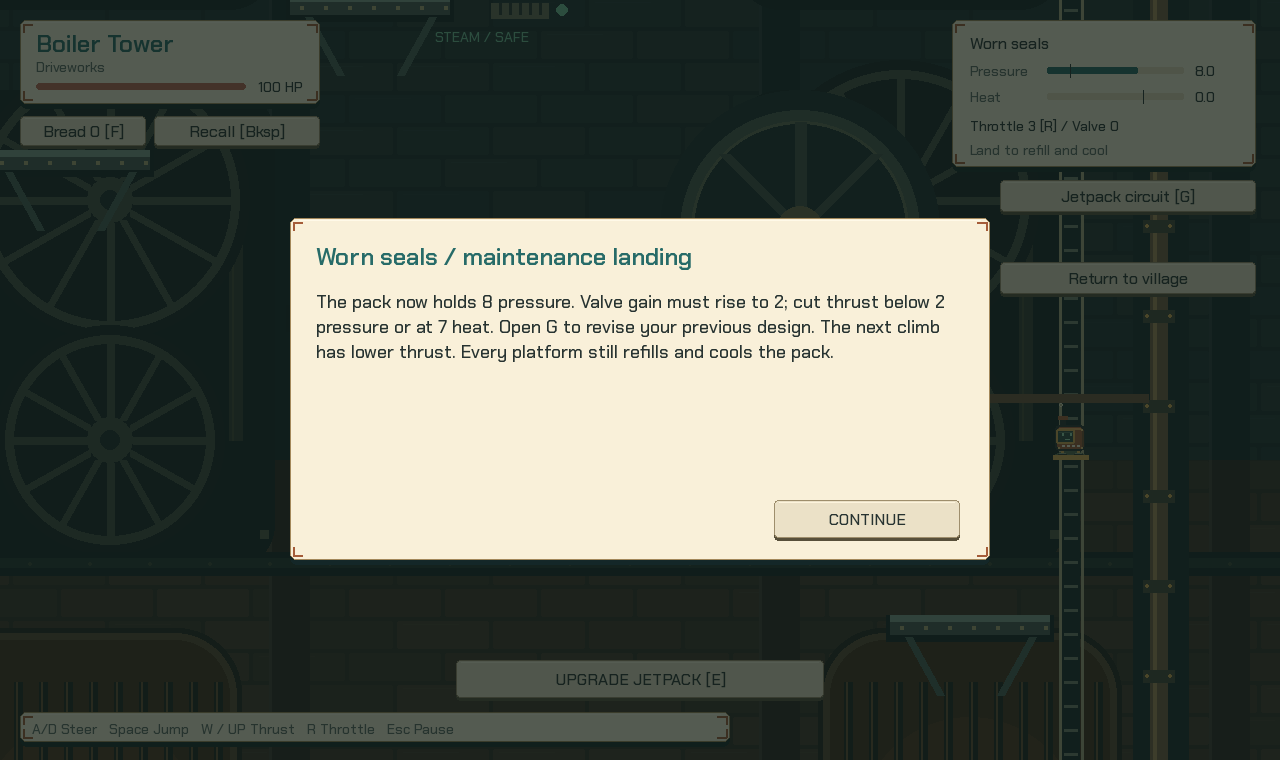 STEAM / SAFE
Boiler Tower
Driveworks
100 HP
Bread 0 [F]
Recall [Bksp]
Worn seals
Pressure 8.0
Heat 0.0
Throttle 3 [R] / Valve 0
Land to refill and cool
Jetpack circuit [G]
Return to village
Worn seals / maintenance landing
The pack now holds 8 pressure. Valve gain must rise to 2; cut thrust below 2
pressure or at 7 heat. Open G to revise your previous design. The next climb
has lower thrust. Every platform still refills and cools the pack.
CONTINUE
UPGRADE JETPACK [E]
A/D Steer Space Jump W / UP Thrust R Throttle Esc Pause